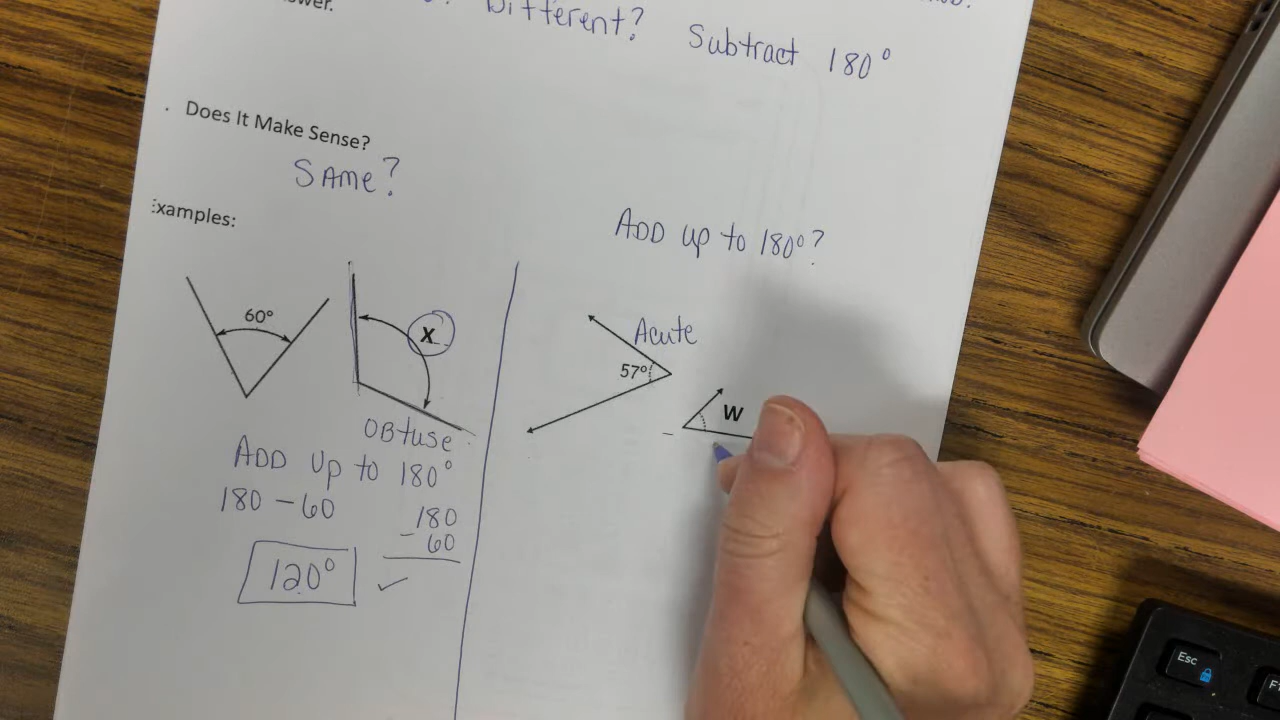 Different? Subtract 180°
Does It Make Sense?
SAME?
Examples:
ADD up to 180°?
60°
X
Acute
57°
W
OBtuse
ADD Up to 180°
180 - 60
180
- 60
120°
Esc